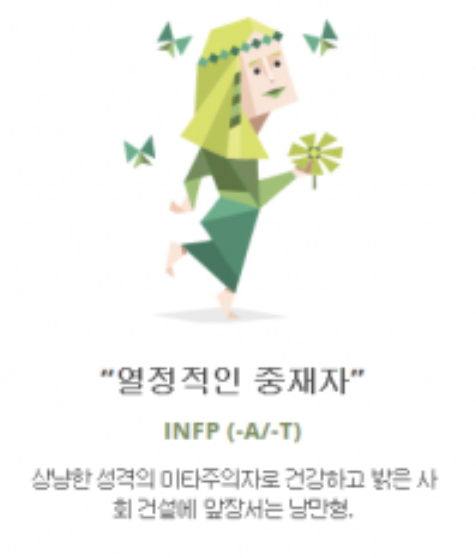 “열정적인 중재자”
INFP (-A/-T)
상냥한 성격의 이타주의자로 건강하고 밝은 사
회 건설에 앞장서는 낭만형.